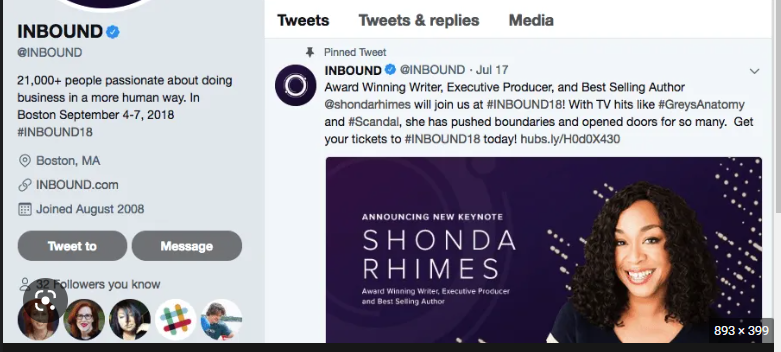 INBOUND
@INBOUND
21,000+ people passionate about doing
business in a more human way. In
Boston September 4-7, 2018
#INBOUND18
Boston, MA
INBOUND.com
Joined August 2008
Tweet to
Message
32 Followers you know
Tweets
Tweets & replies
Media
Pinned Tweet
INBOUND @INBOUND · Jul 17
Award Winning Writer, Executive Producer, and Best Selling Author
@shondarhimes will join us at #INBOUND18! With TV hits like #GreysAnatomy
and #Scandal, she has pushed boundaries and opened doors for so many. Get
your tickets to #INBOUND18 today! hubs.ly/H0d0X430
ANNOUNCING NEW KEYNOTE
SHONDA
RHIMES
Award Winning Writer, Executive Producer
and Best Selling Author
893 × 399